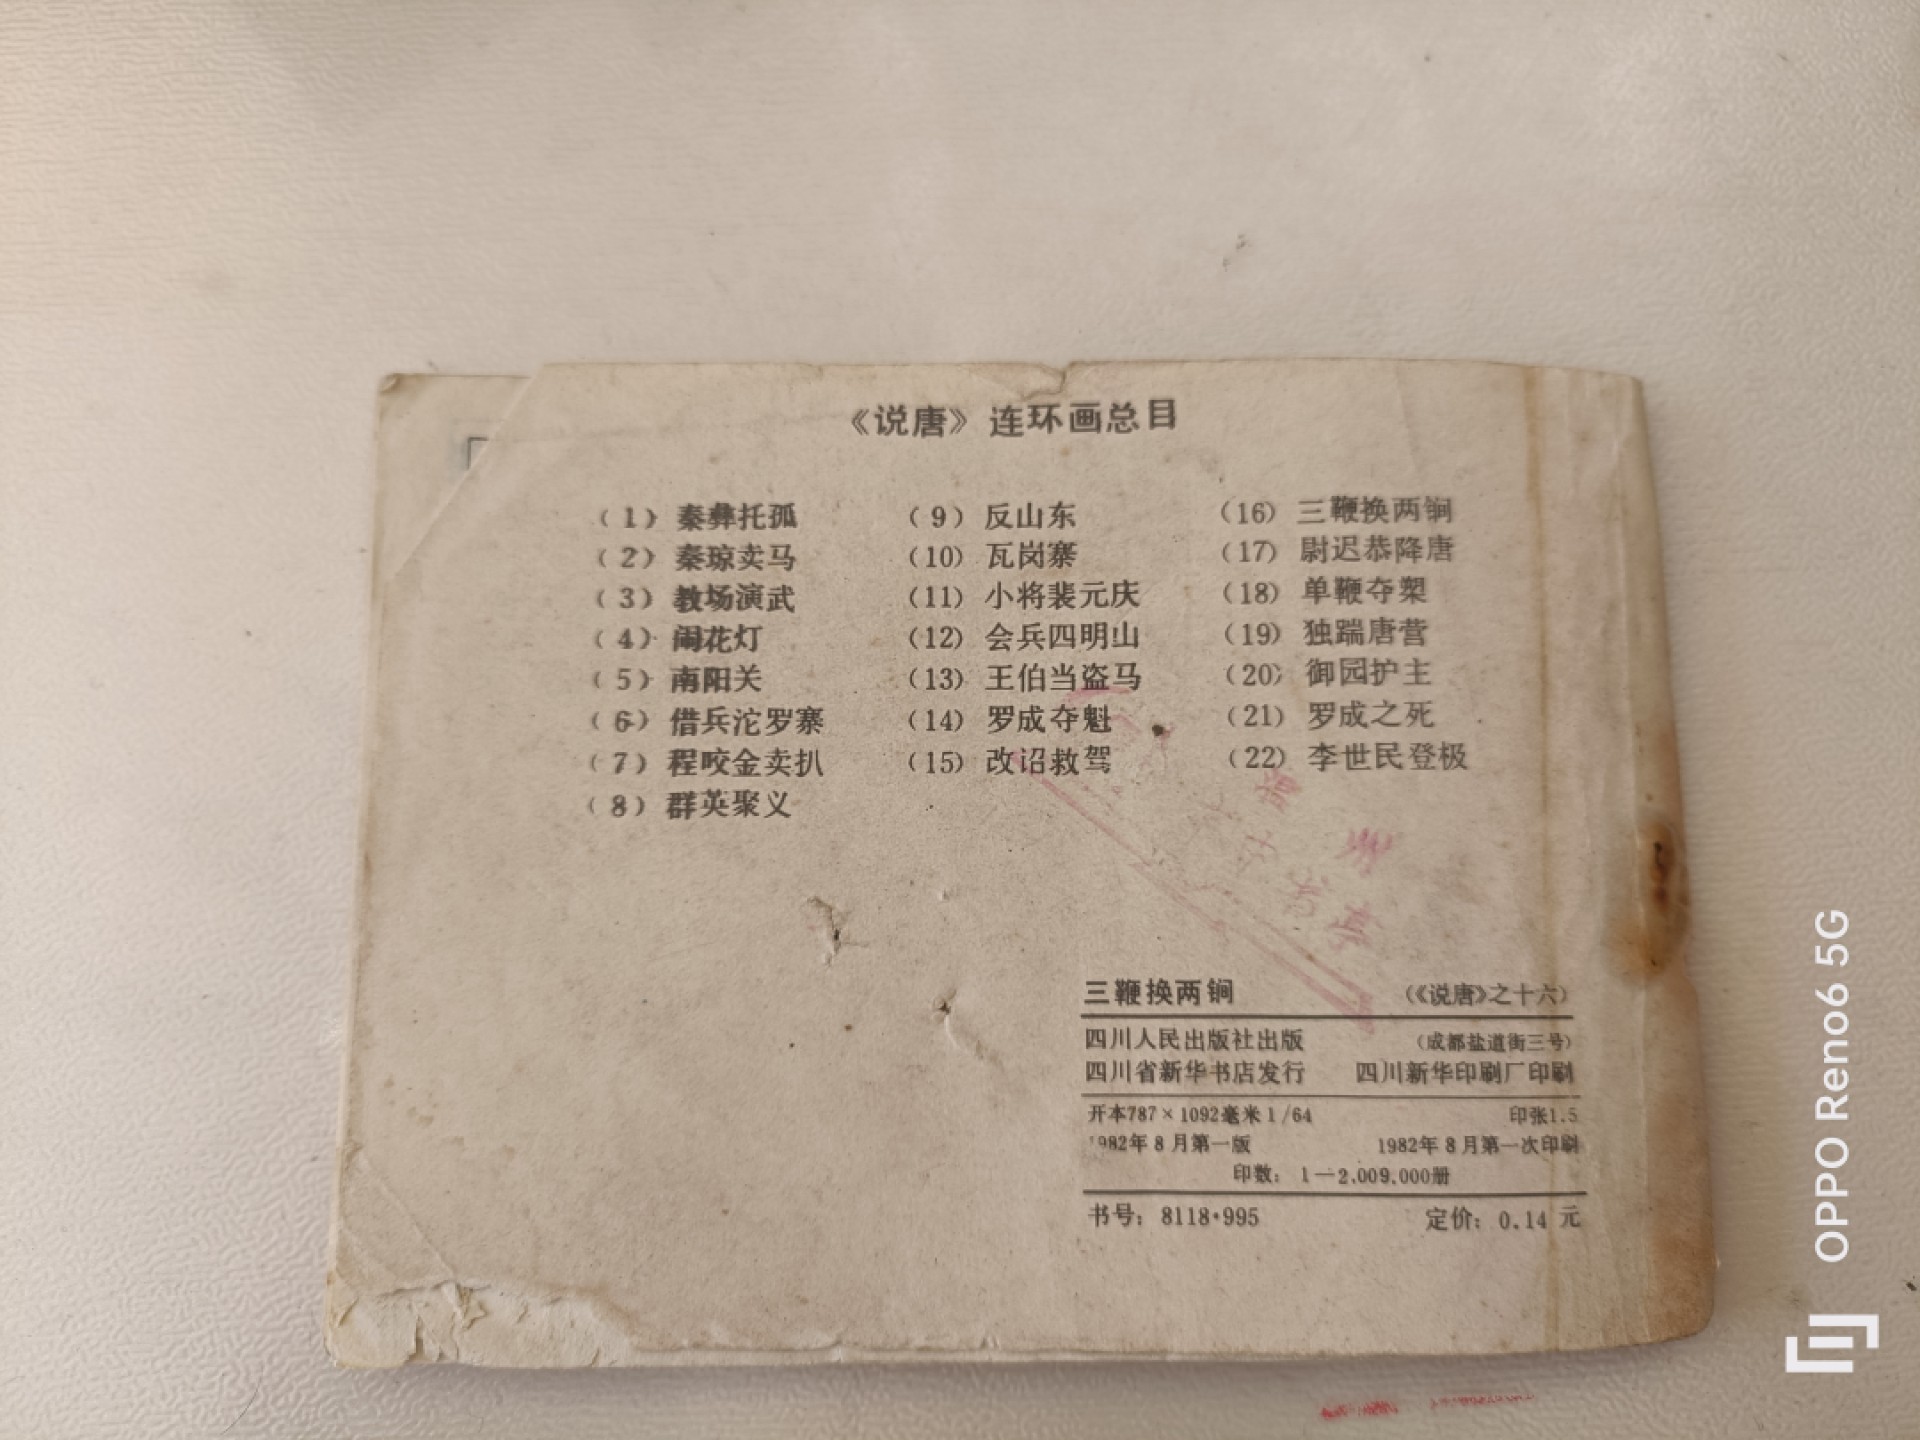 《说唐》连环画总目
（1）秦彝托孤
（2）秦琼卖马
（3）教场演武
（4）闹花灯
（5）南阳关
（6）借兵沱罗寨
（7）程咬金卖扒
（8）群英聚义
（9）反山东
（10）瓦岗寨
（11）小将裴元庆
（12）会兵四明山
（13）王伯当盗马
（14）罗成夺魁
（15）改诏救驾
（16）三鞭换两锏
（17）尉迟恭降唐
（18）单鞭夺槊
（19）独踹唐营
（20）御园护主
（21）罗成之死
（22）李世民登极
三鞭换两锏 （《说唐》之十六）
四川人民出版社出版 （成都盐道街三号）
四川省新华书店发行 四川新华印刷厂印刷
开本787×1092毫米1/64 印张1.5
1982年8月第一版 1982年8月第一次印刷
印数：1—2,009,000册
书号：8118·995 定价：0.14元
OPPO Reno6 5G